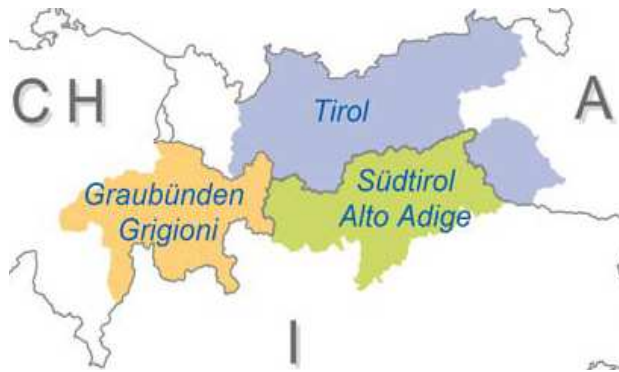 CH
A
Tirol
Graubünden
Grigioni
Südtirol
Alto Adige
I